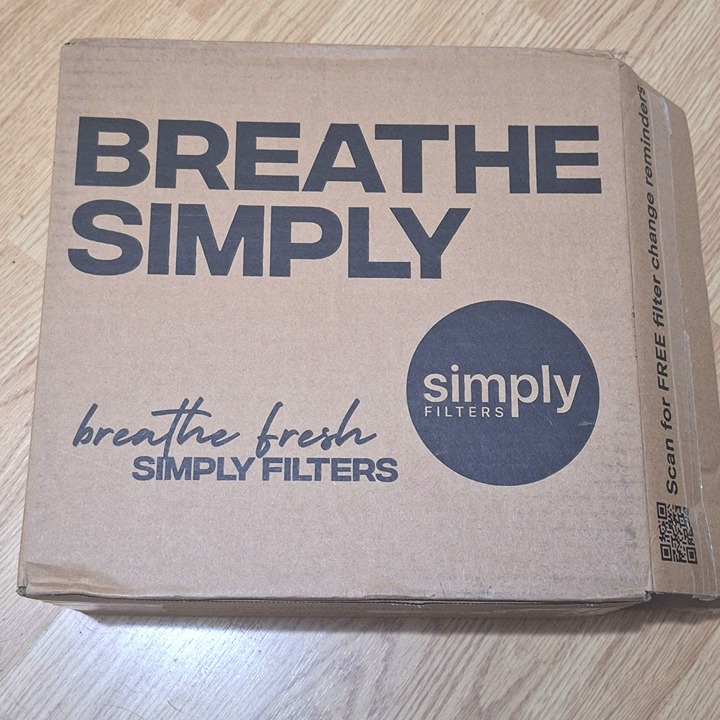 BREATHE
SIMPLY
simply
FILTERS
breathe fresh
SIMPLY FILTERS
Scan for FREE filter change reminders